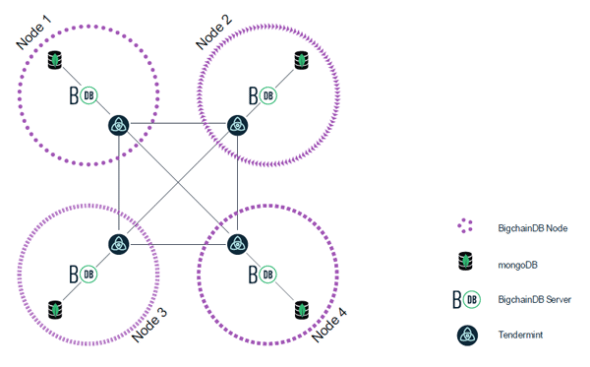 Node 1
Node 2
B DB
B DB
B DB
B DB
Node 3
Node 4
BigchainDB Node
mongoDB
B DB
BigchainDB Server
Tendermint